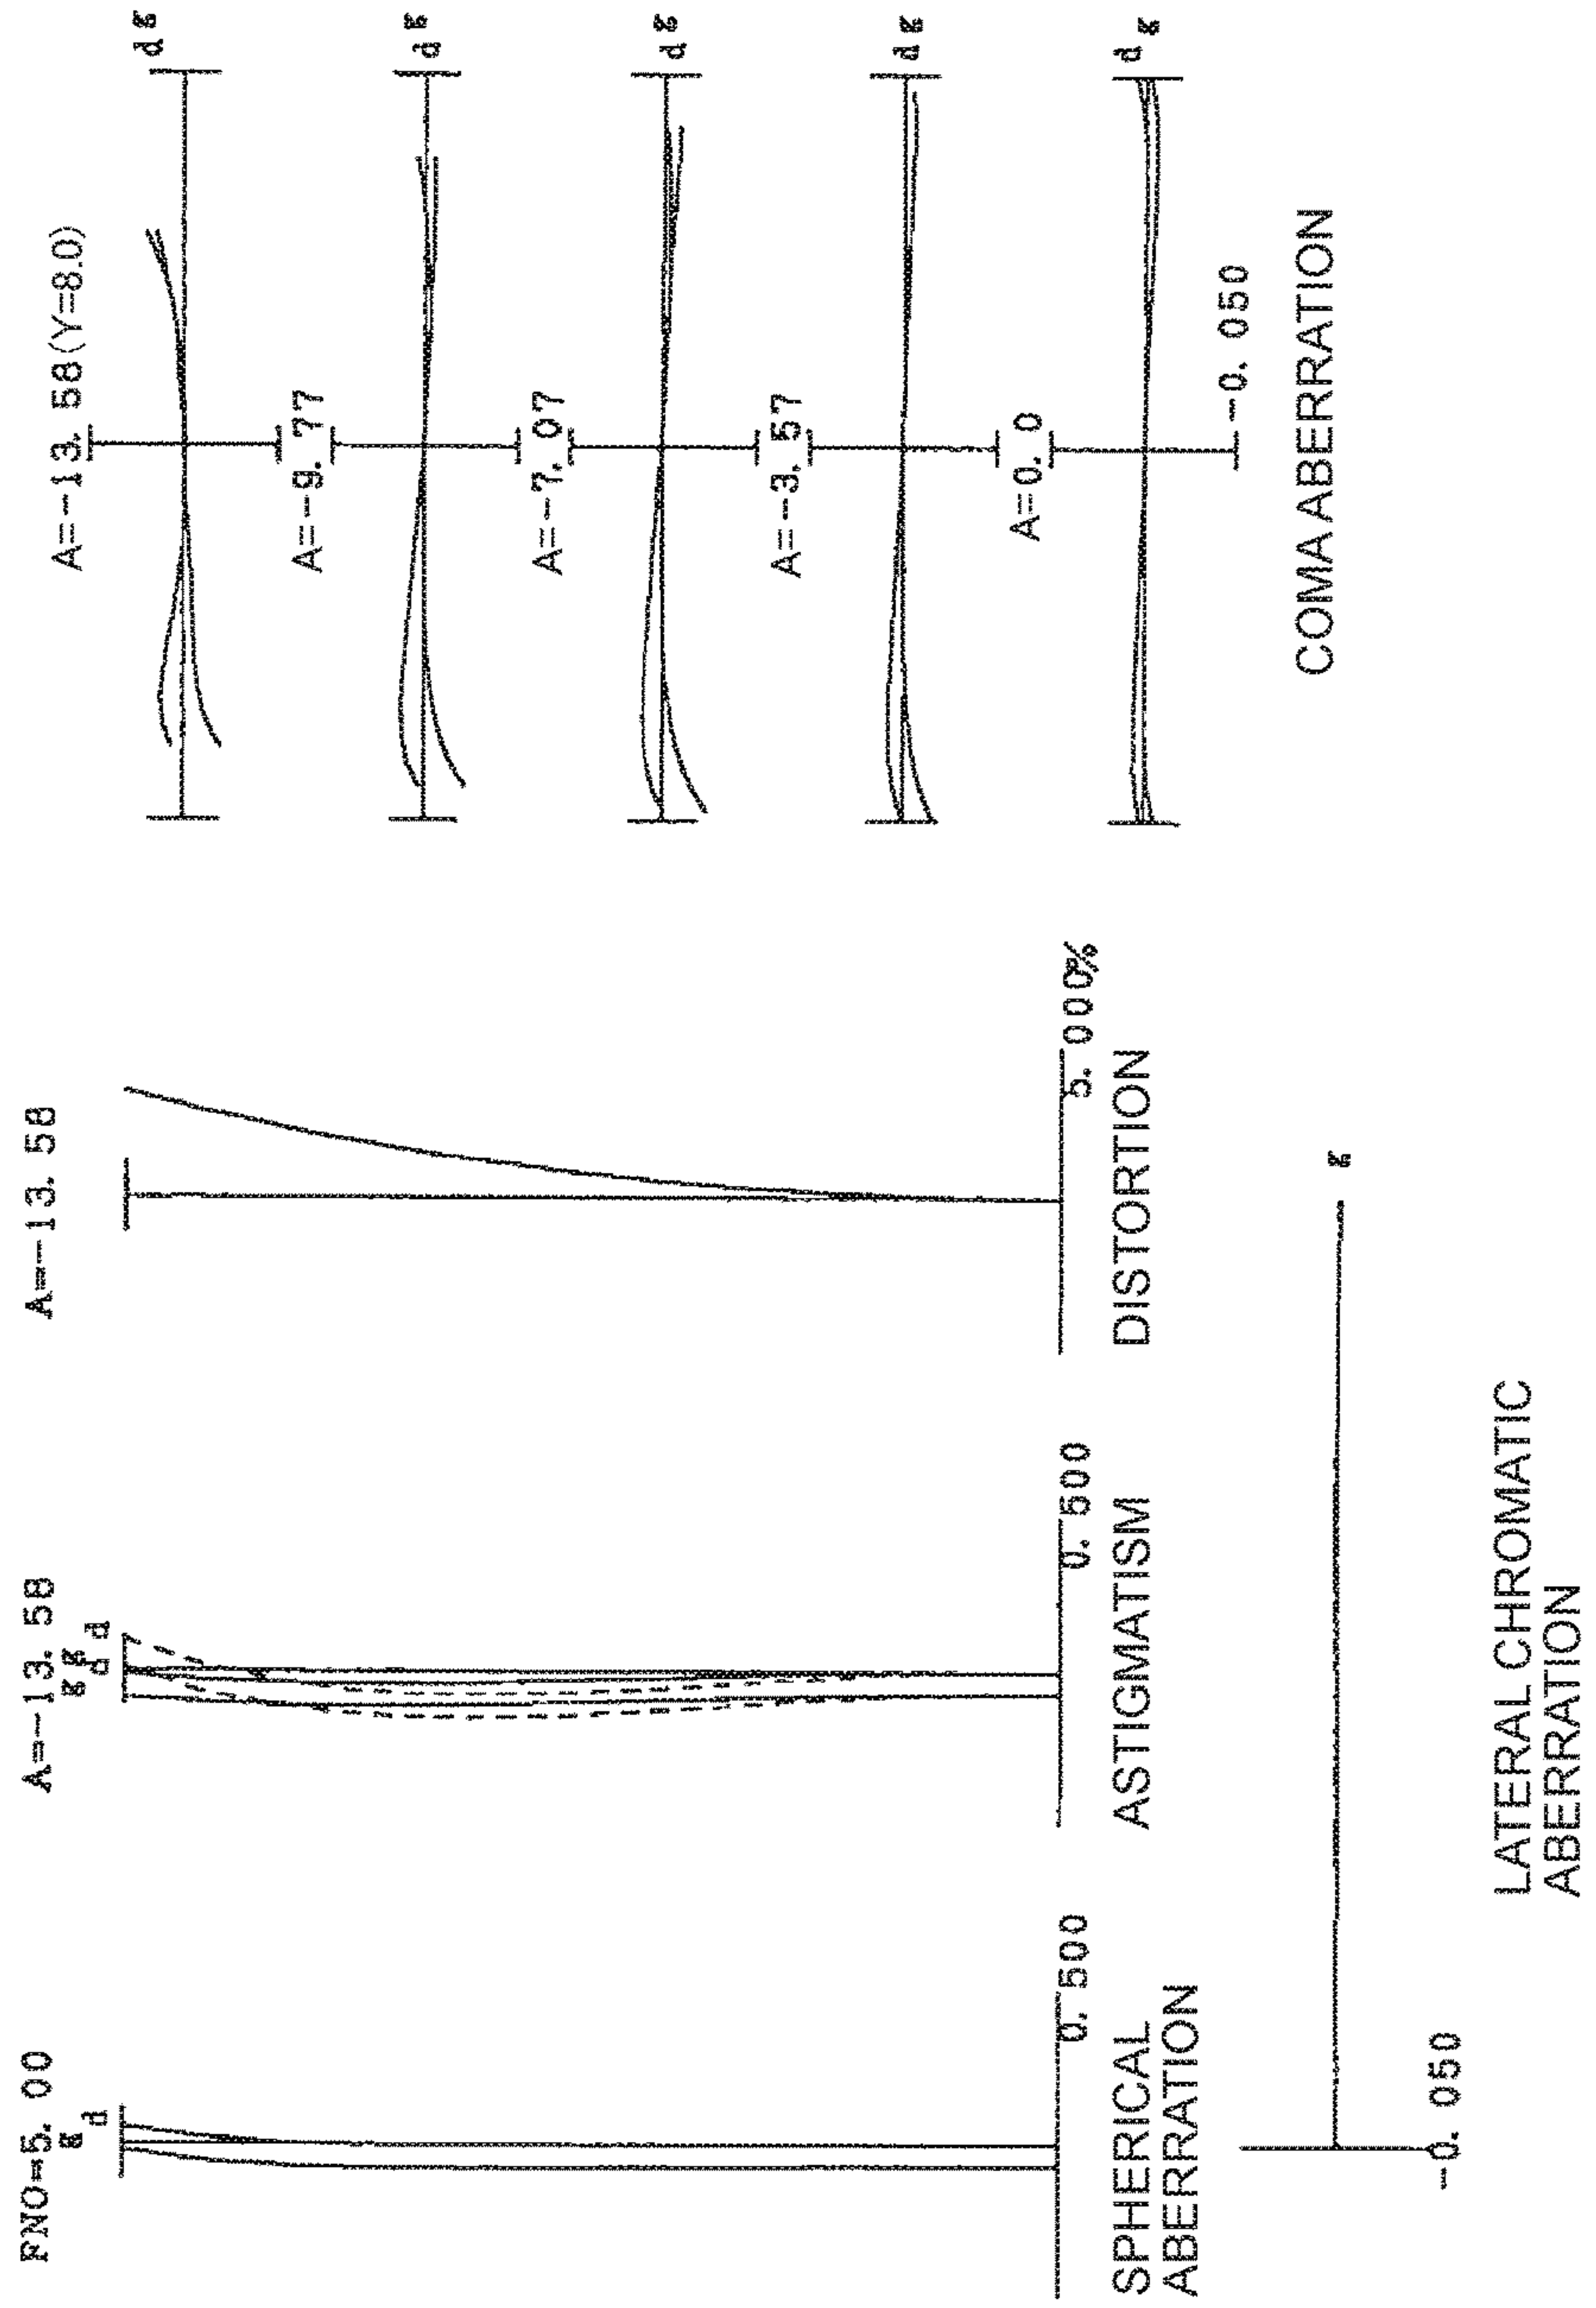 FNO=5. 00
g
d
0. 500
SPHERICAL
ABERRATION
A=-13. 58
g
g
d
d
0. 500
ASTIGMATISM
A=-13. 58
5. 000%
DISTORTION
g
-0. 050
LATERAL CHROMATIC
ABERRATION
A=-13. 58(Y=8.0)
d g
A=-9. 77
d g
A=-7. 07
d g
A=-3. 57
d g
A=0. 0
d g
-0. 050
COMA ABERRATION